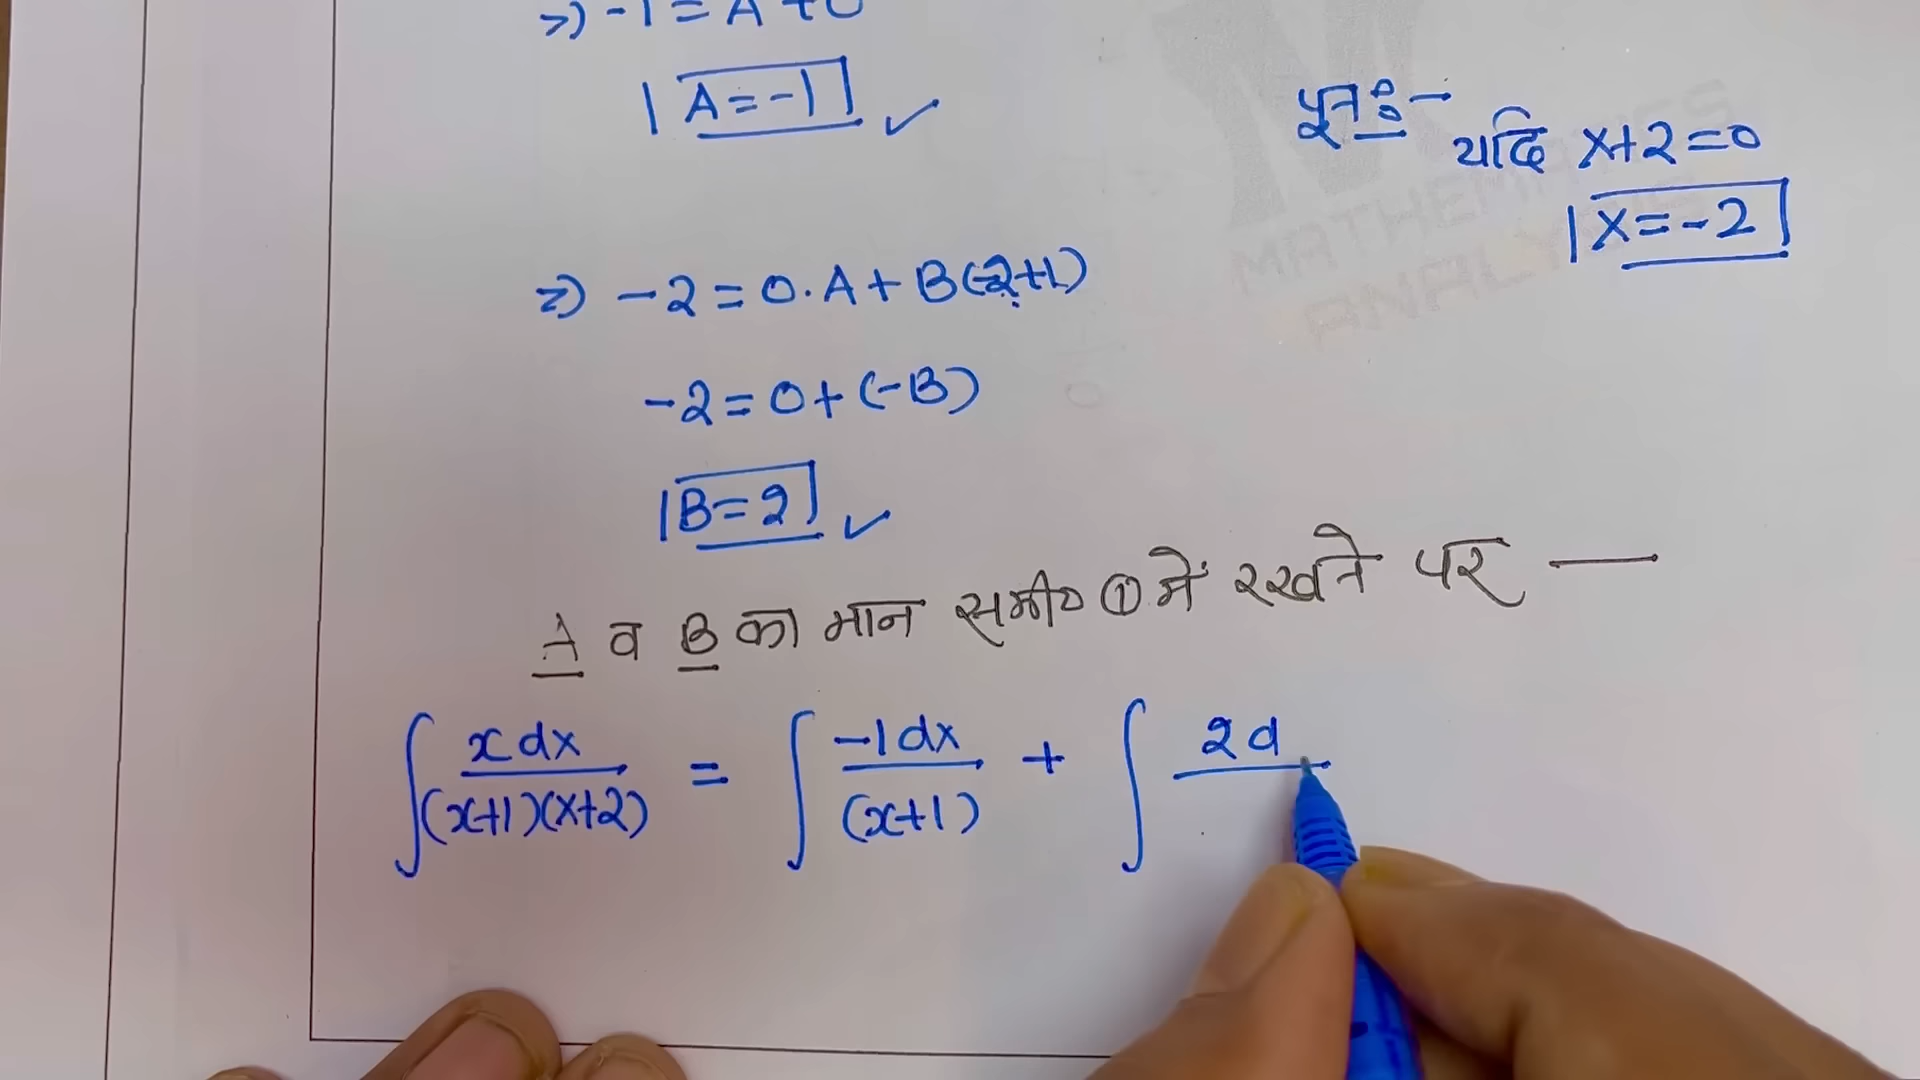 => -1 = A + 0
A = -1 ✓
पुनः-
यदि x+2=0
x = -2
=> -2 = 0.A + B(-2+1)
-2 = 0 + (-B)
B = 2 ✓
A व B का मान समी० ① में रखने पर —
∫ x dx / (x+1)(x+2) = ∫ -1 dx / (x+1) + ∫ 2d
MATHEMATICS